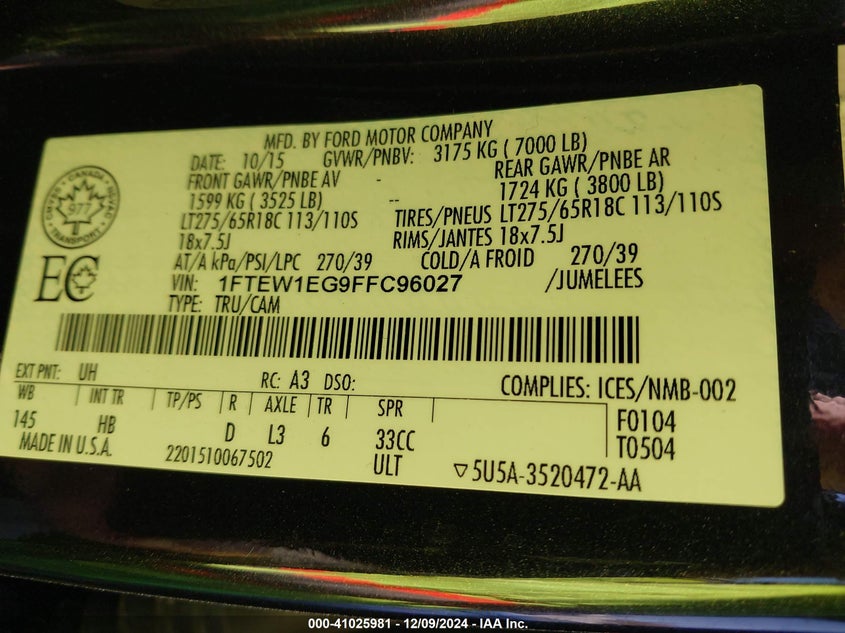 MFD. BY FORD MOTOR COMPANY
DATE: 10/15 GVWR/PNBV: 3175 KG ( 7000 LB)
FRONT GAWR/PNBE AV - REAR GAWR/PNBE AR
1599 KG ( 3525 LB) -- 1724 KG ( 3800 LB)
LT275/65R18C 113/110S TIRES/PNEUS LT275/65R18C 113/110S
18x7.5J RIMS/JANTES 18x7.5J
AT/A kPa/PSI/LPC 270/39 COLD/A FROID 270/39
VIN: 1FTEW1EG9FFC96027 /JUMELEES
TYPE: TRU/CAM
CANADA
977
TRANSPORT
EC
EXT PNT: UH RC: A3 DSO: COMPLIES: ICES/NMB-002
WB INT TR TP/PS R AXLE TR SPR F0104
145 HB D L3 6 33CC T0504
MADE IN U.S.A. 2201510067502 ULT ▽5U5A-3520472-AA
000-41025981 - 12/09/2024 - IAA Inc.